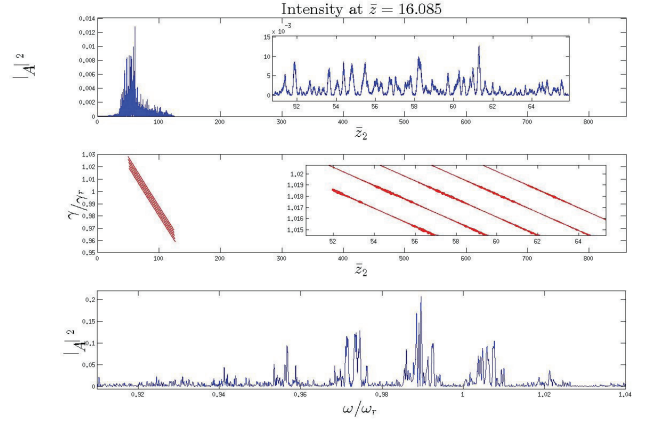 Intensity at z̄ = 16.085
|A|²
0.014
0.012
0.01
0.008
0.006
0.004
0.002
0
× 10⁻³
15
10
5
0
52 54 56 58 60 62 64
0 100 200 300 400 500 600 700 800
z̄₂
γ/γᵣ
1.03
1.02
1.01
1
0.99
0.98
0.97
0.96
0.95
1.02
1.019
1.018
1.017
1.016
1.015
52 54 56 58 60 62 64
0 100 200 300 400 500 600 700 800
z̄₂
|A|²
0.2
0.15
0.1
0.05
0
0.92 0.94 0.96 0.98 1 1.02 1.04
ω/ωᵣ